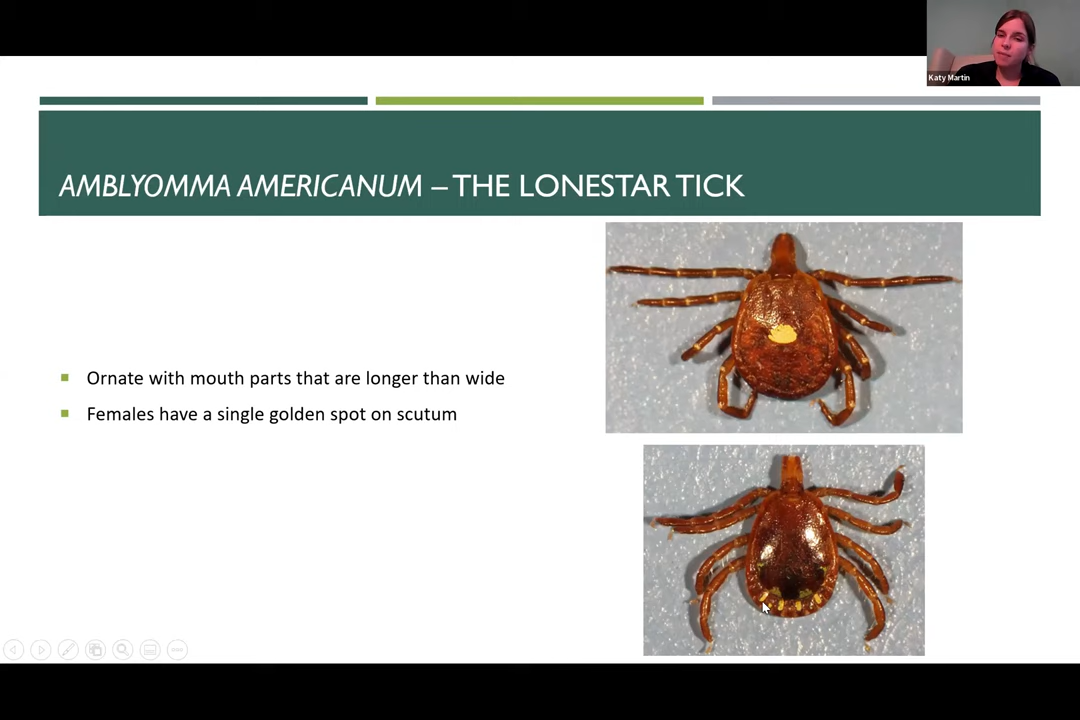 Katy Martin
AMBLYOMMA AMERICANUM – THE LONESTAR TICK
Ornate with mouth parts that are longer than wide
Females have a single golden spot on scutum